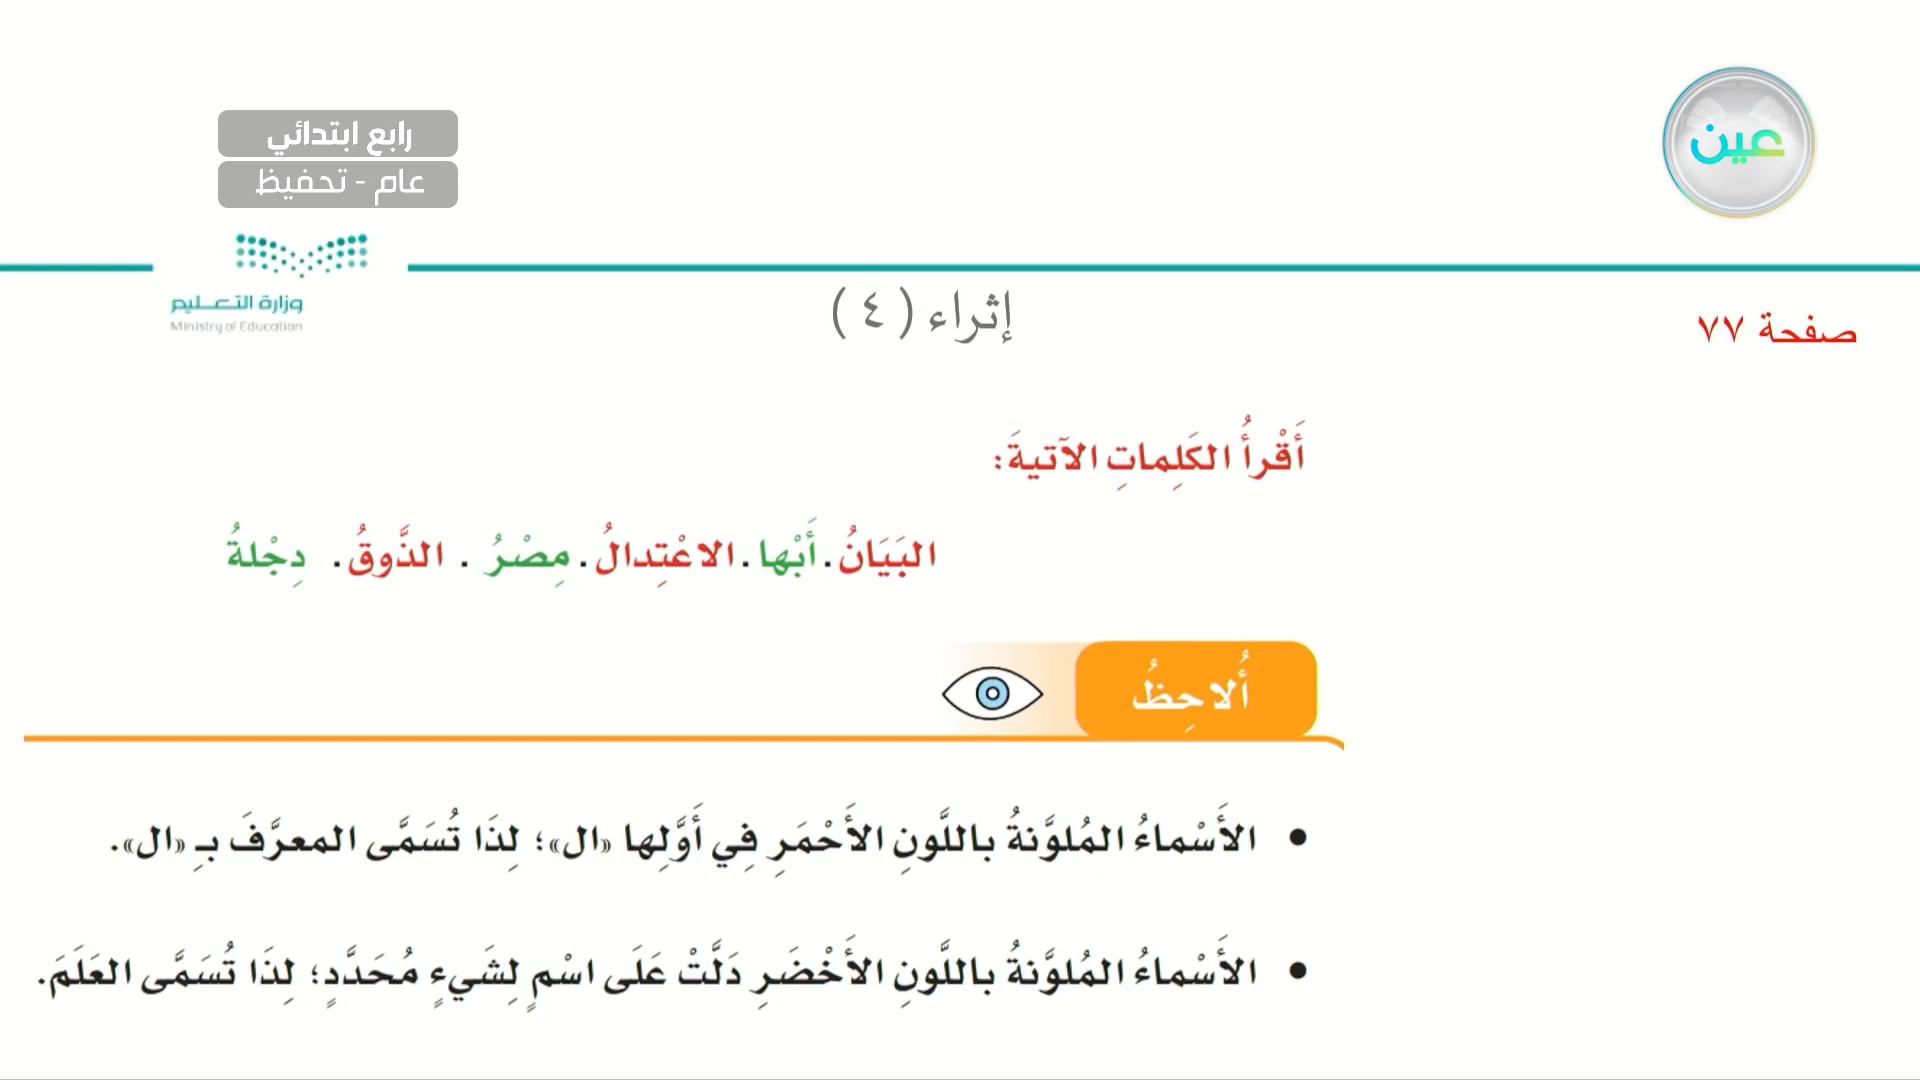 رابع ابتدائي
عام - تحفيظ
عين
وزارة التعليم
Ministry of Education
إثراء ( ٤ )
صفحة ٧٧
أَقْرأُ الكَلِماتِ الآتيةَ:
البَيَانُ . أَبْها . الاعْتِدالُ . مِصْرُ . الذَّوقُ . دِجْلةُ
أُلاحِظُ
• الأَسْماءُ المُلوَّنةُ باللَّونِ الأَحْمَرِ فِي أَوَّلِها «ال»؛ لِذَا تُسَمَّى المعرَّفَ بـِ «ال».
• الأَسْماءُ المُلوَّنةُ باللَّونِ الأَخْضَرِ دَلَّتْ عَلَى اسْمٍ لِشَيءٍ مُحَدَّدٍ؛ لِذَا تُسَمَّى العَلَمَ.